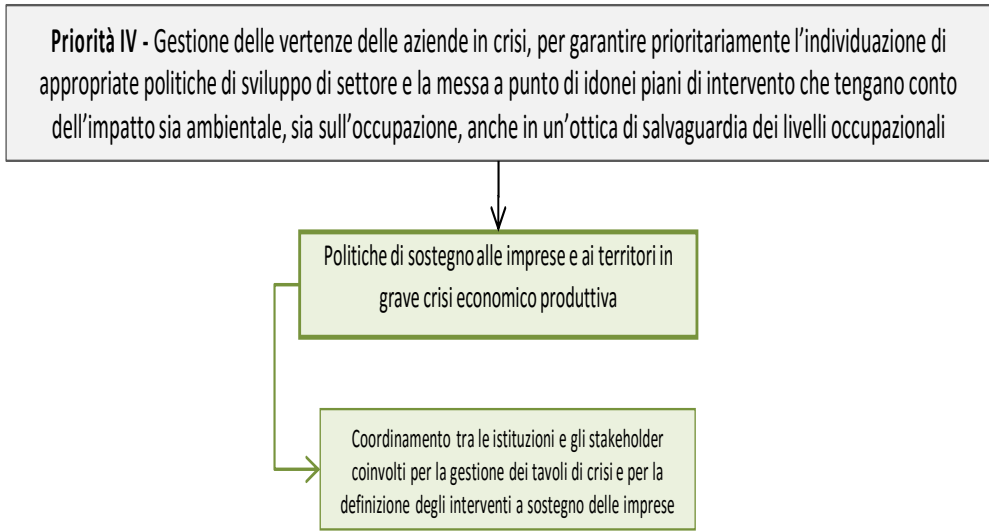 Priorità IV - Gestione delle vertenze delle aziende in crisi, per garantire prioritariamente l’individuazione di
appropriate politiche di sviluppo di settore e la messa a punto di idonei piani di intervento che tengano conto
dell’impatto sia ambientale, sia sull’occupazione, anche in un’ottica di salvaguardia dei livelli occupazionali
Politiche di sostegno alle imprese e ai territori in
grave crisi economico produttiva
Coordinamento tra le istituzioni e gli stakeholder
coinvolti per la gestione dei tavoli di crisi e per la
definizione degli interventi a sostegno delle imprese